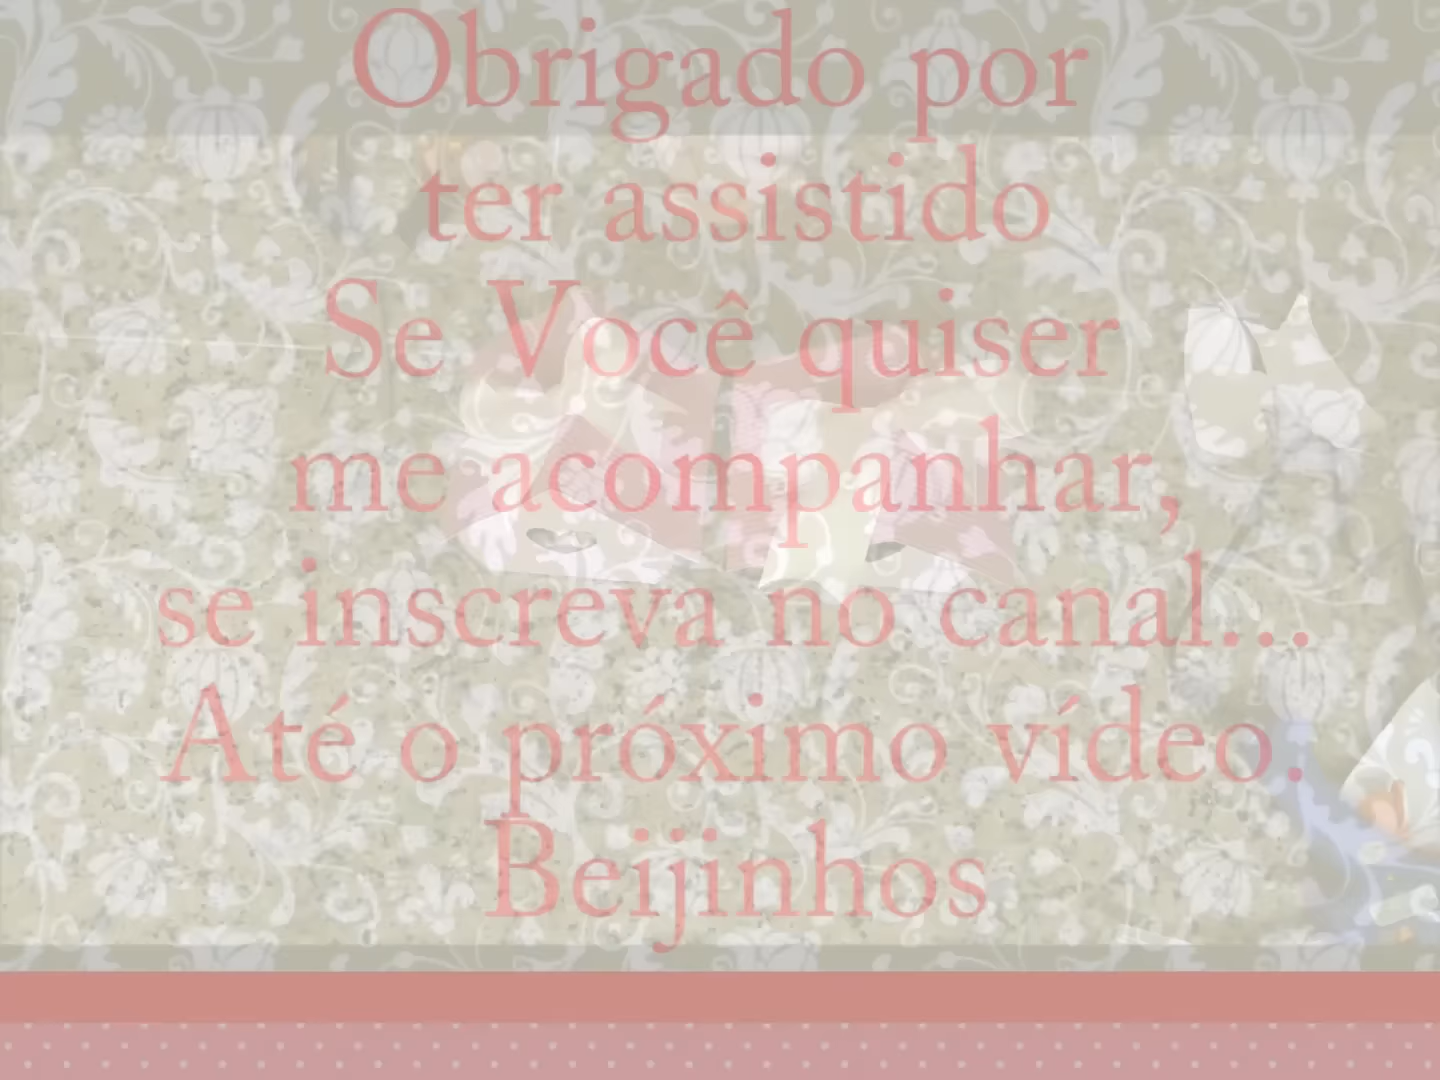 Obrigado por
ter assistido
Se Você quiser
me acompanhar,
se inscreva no canal...
Até o próximo vídeo.
Beijinhos